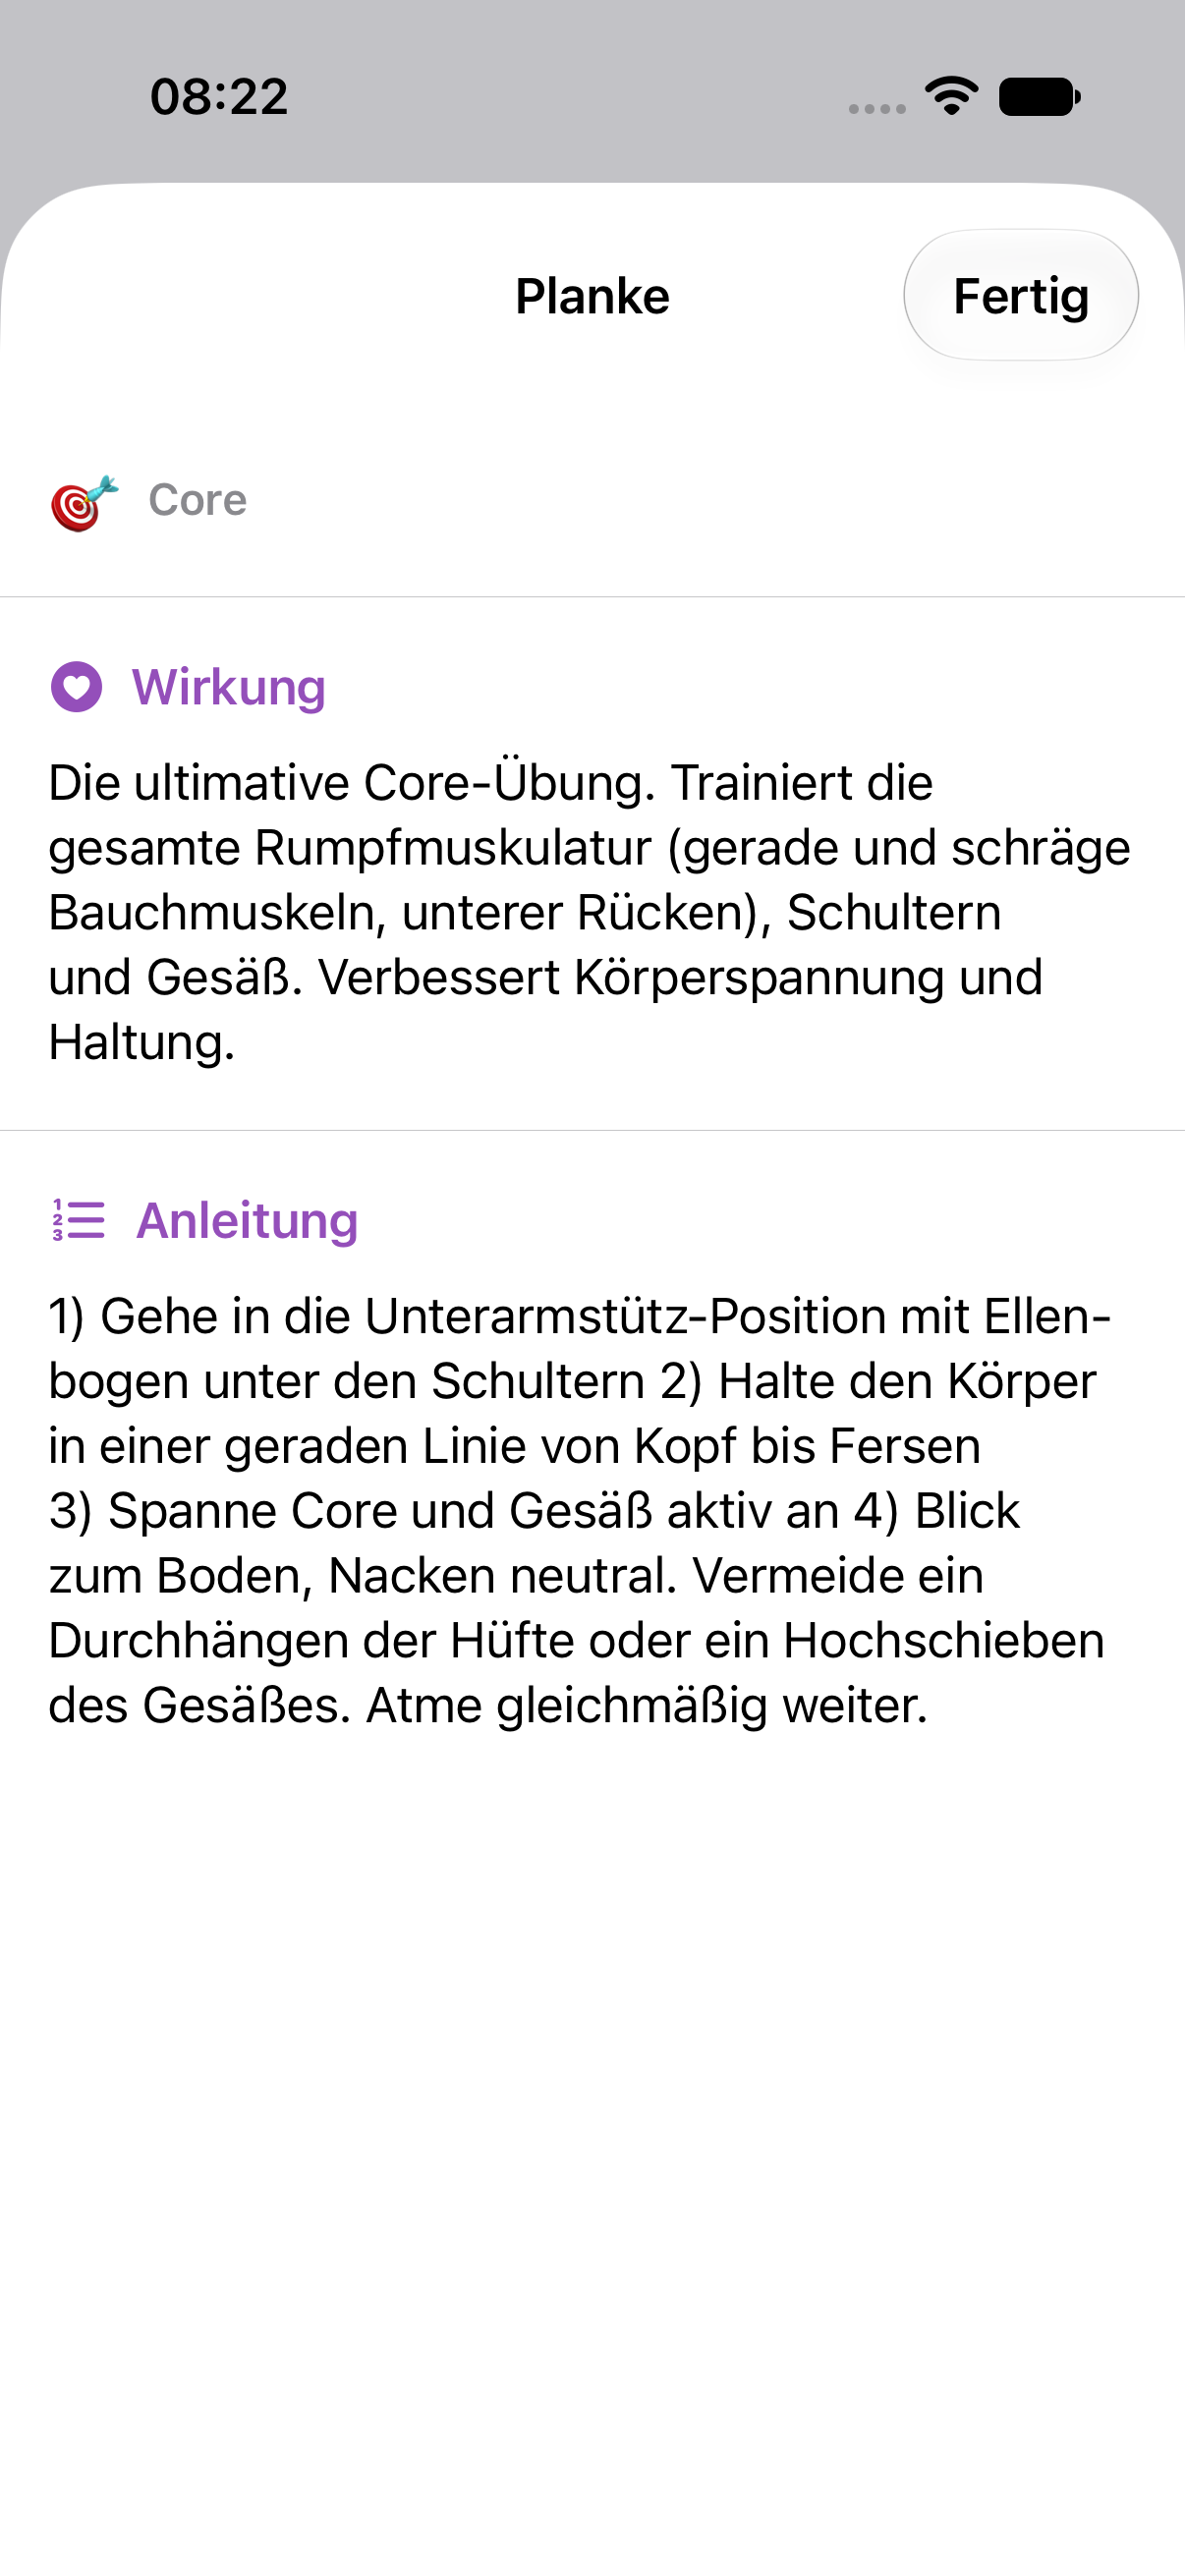 08:22
Planke
Fertig
Core
Wirkung
Die ultimative Core-Übung. Trainiert die
gesamte Rumpfmuskulatur (gerade und schräge
Bauchmuskeln, unterer Rücken), Schultern
und Gesäß. Verbessert Körperspannung und
Haltung.
1
2
3
Anleitung
1) Gehe in die Unterarmstütz-Position mit Ellen-
bogen unter den Schultern 2) Halte den Körper
in einer geraden Linie von Kopf bis Fersen
3) Spanne Core und Gesäß aktiv an 4) Blick
zum Boden, Nacken neutral. Vermeide ein
Durchhängen der Hüfte oder ein Hochschieben
des Gesäßes. Atme gleichmäßig weiter.